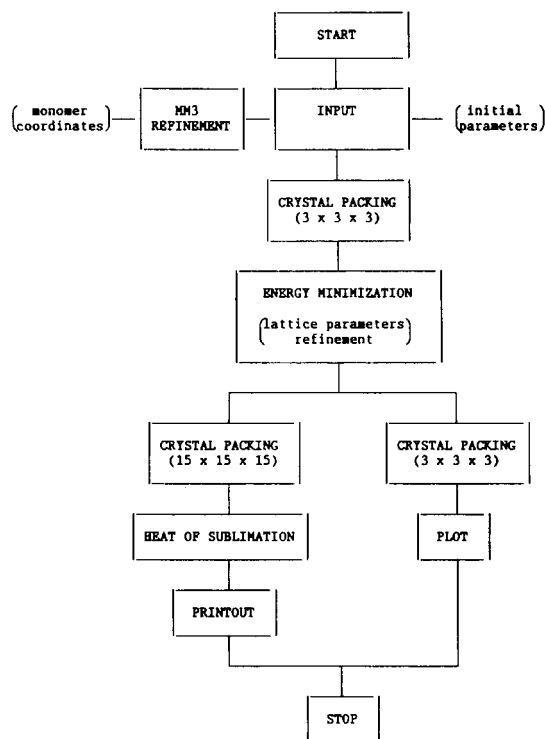 START
(monomer coordinates)
MM3 REFINEMENT
INPUT
(initial parameters)
CRYSTAL PACKING
(3 x 3 x 3)
ENERGY MINIMIZATION
(lattice parameters
refinement)
CRYSTAL PACKING
(15 x 15 x 15)
CRYSTAL PACKING
(3 x 3 x 3)
HEAT OF SUBLIMATION
PLOT
PRINTOUT
STOP